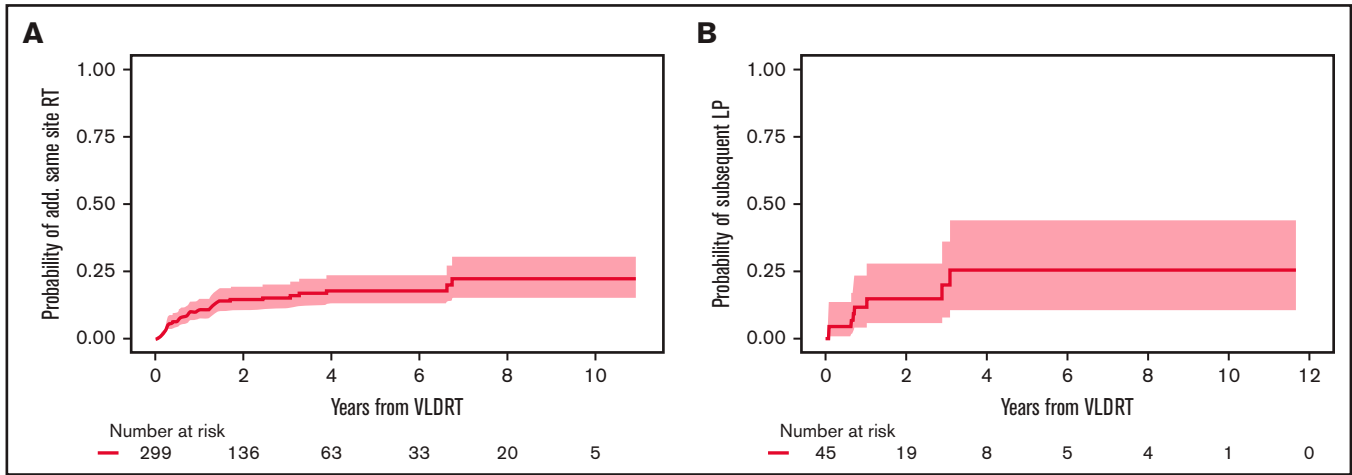 A
Probability of add. same site RT
1.00
0.75
0.50
0.25
0.00
0 2 4 6 8 10
Years from VLDRT
Number at risk
299 136 63 33 20 5
B
Probability of subsequent LP
1.00
0.75
0.50
0.25
0.00
0 2 4 6 8 10 12
Years from VLDRT
Number at risk
45 19 8 5 4 1 0